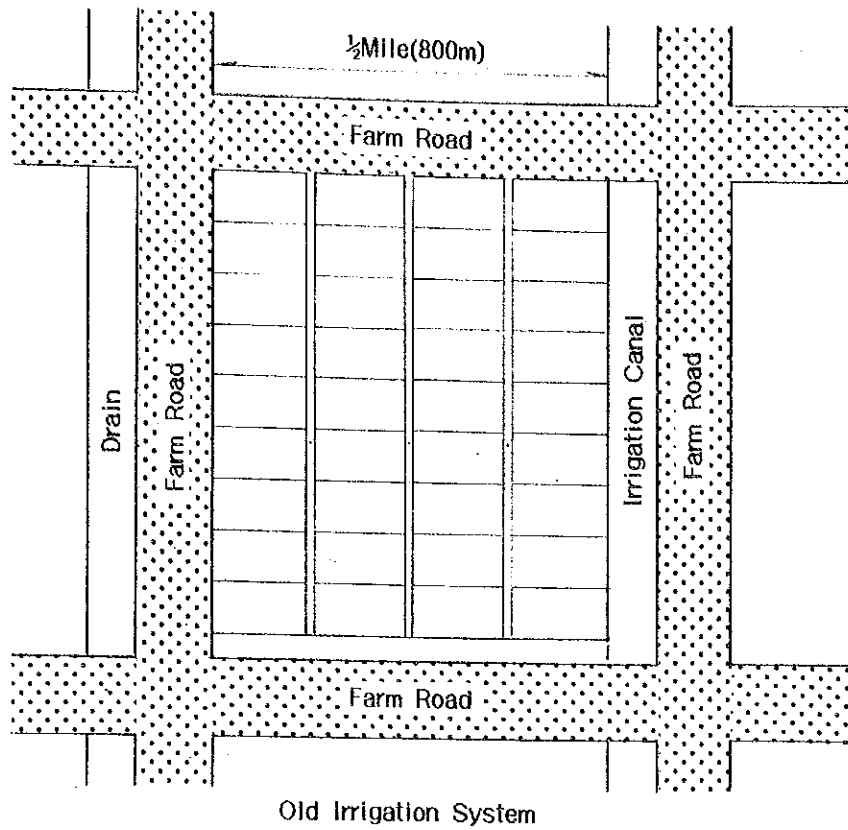 ½Mile(800m)
Farm Road
Drain
Farm Road
Irrigation Canal
Farm Road
Farm Road
Old Irrigation System